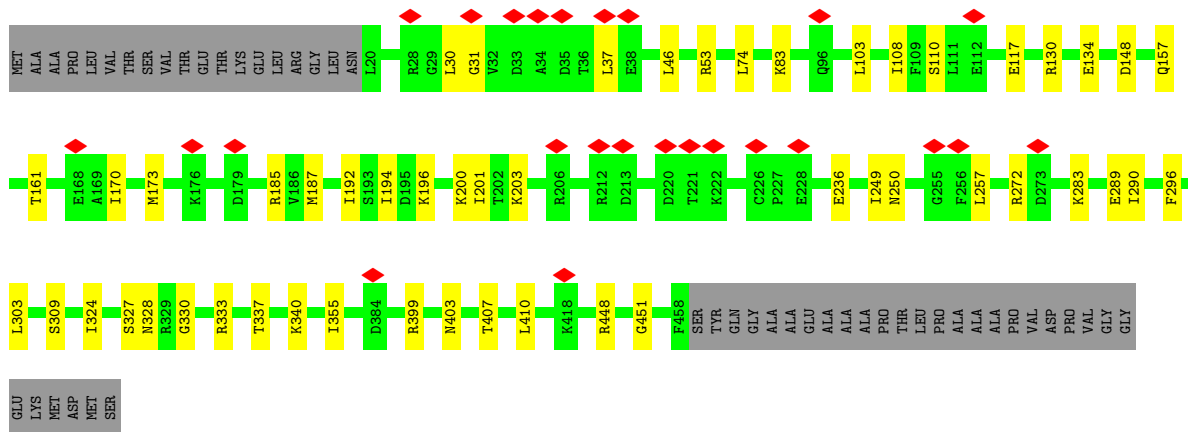 MET ALA ALA PRO LEU VAL THR SER VAL THR GLU THR LYS GLU LEU ARG GLY LEU ASN L20 R28 G29 L30 G31 V32 D33 A34 D35 T36 L37 E38 L46 R53 L74 K83 Q96 L103 I108 F109 S110 L111 E112 E117 R130 E134 D148 Q157
T161 E168 A169 I170 M173 K176 D179 R185 V186 M187 I192 S193 I194 D195 K196 K200 I201 T202 K203 R206 R212 D213 D220 T221 K222 C226 P227 E228 E236 I249 N250 G255 F256 L257 R272 D273 K283 E289 I290 F296
L303 S309 I324 S327 N328 R329 G330 R333 T337 K340 I355 D384 R399 N403 T407 L410 K418 R448 G451 F458 SER TYR GLN GLY ALA ALA GLU ALA ALA ALA PRO THR LEU PRO ALA ALA ALA PRO VAL ASP PRO VAL GLY GLY
GLU LYS MET ASP MET SER